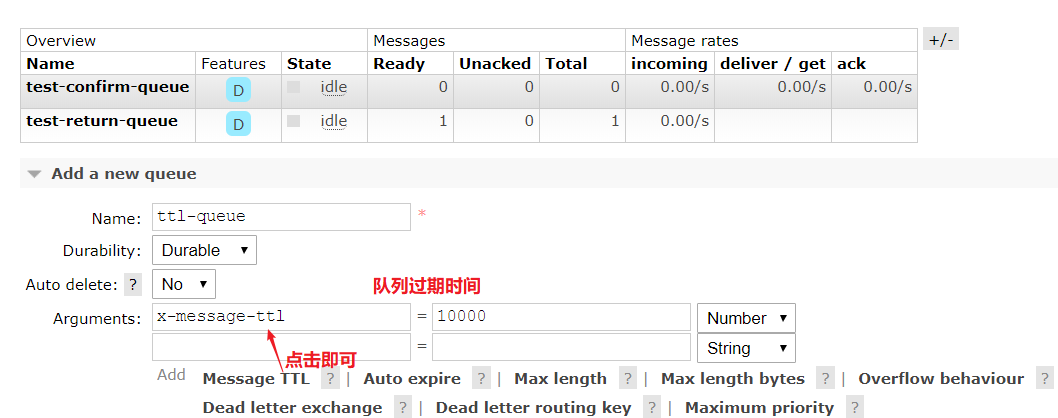 Overview Messages Message rates +/-
Name Features State Ready Unacked Total incoming deliver / get ack
test-confirm-queue D idle 0 0 0 0.00/s 0.00/s 0.00/s
test-return-queue D idle 1 0 1 0.00/s
Add a new queue
Name: ttl-queue *
Durability: Durable
Auto delete: ? No
队列过期时间
Arguments: x-message-ttl = 10000 Number
= String
点击即可
Add Message TTL ? | Auto expire ? | Max length ? | Max length bytes ? | Overflow behaviour ?
Dead letter exchange ? | Dead letter routing key ? | Maximum priority ?